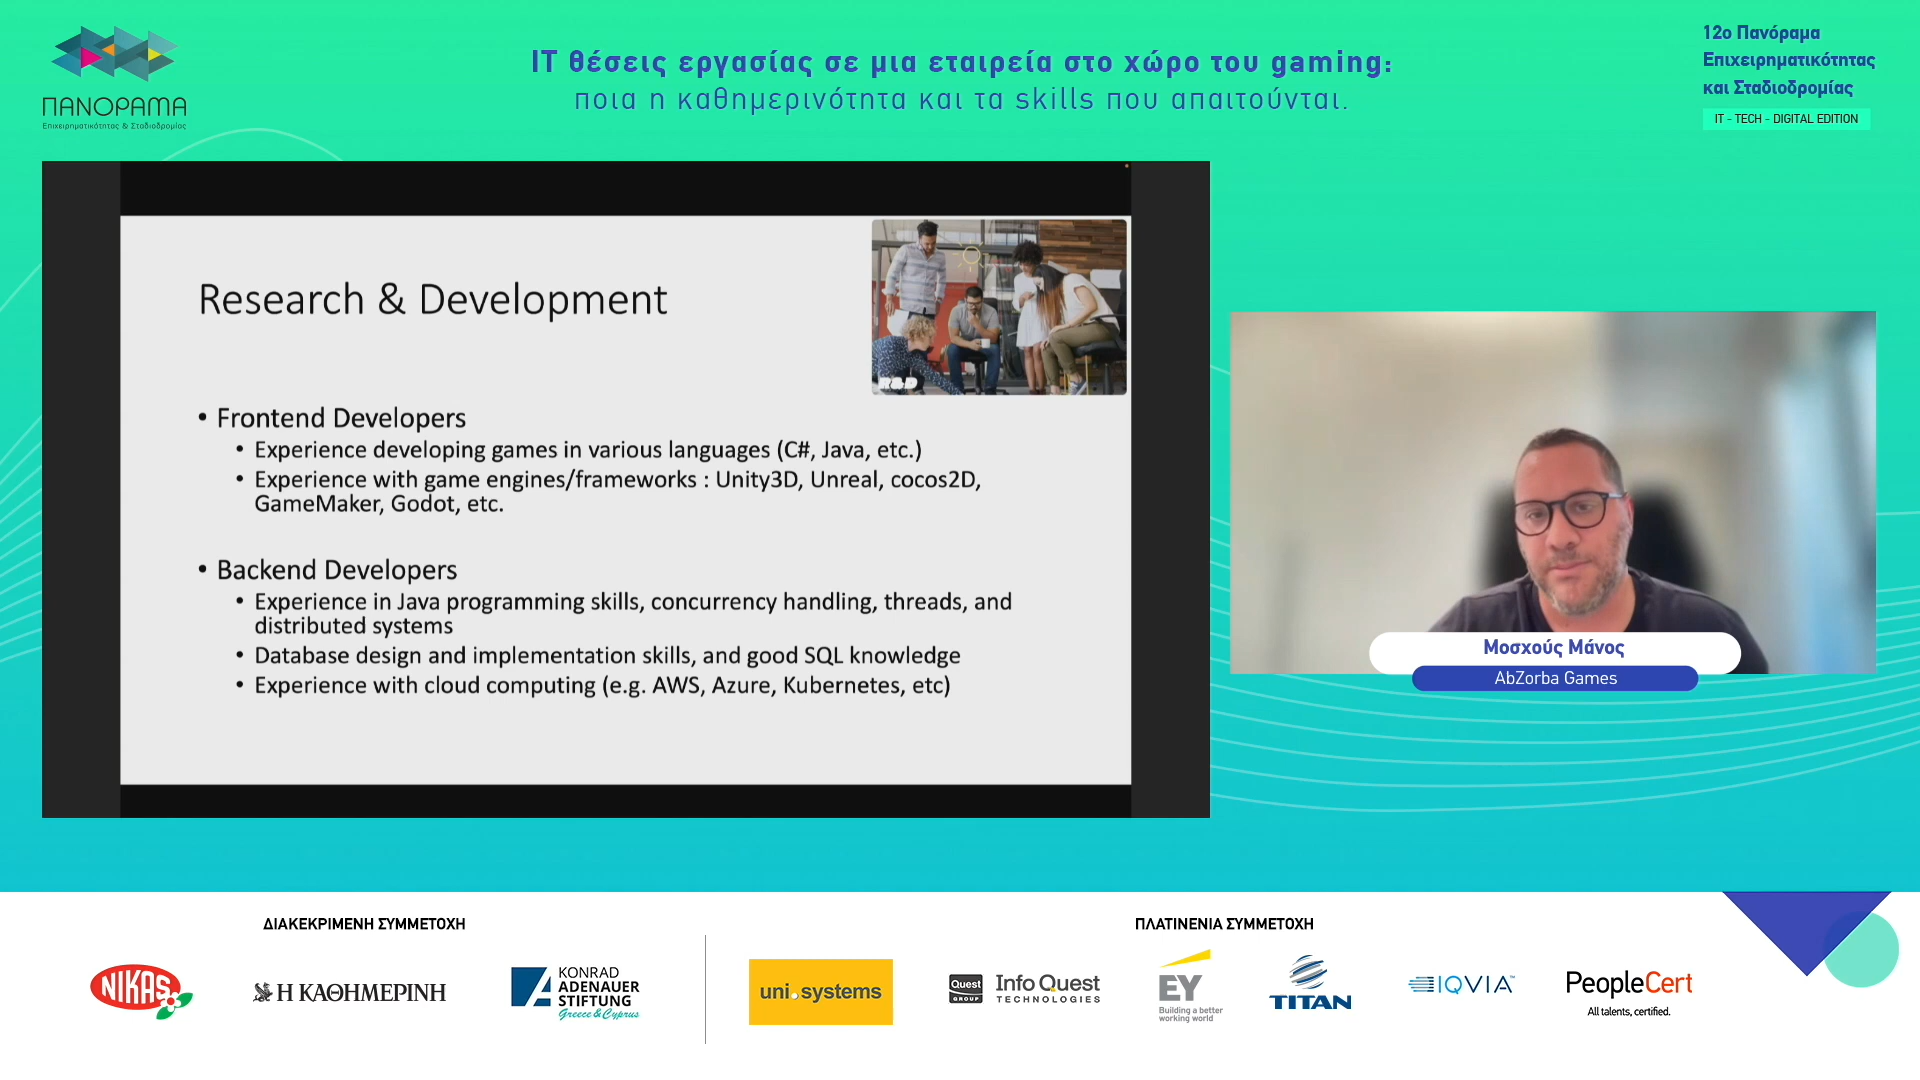 ΠΑΝΟΡΑΜΑ
Επιχειρηματικότητας & Σταδιοδρομίας
IT θέσεις εργασίας σε μια εταιρεία στο χώρο του gaming:
ποια η καθημερινότητα και τα skills που απαιτούνται.
12ο Πανόραμα
Επιχειρηματικότητας
και Σταδιοδρομίας
IT - TECH - DIGITAL EDITION
Research & Development
R&D
• Frontend Developers
• Experience developing games in various languages (C#, Java, etc.)
• Experience with game engines/frameworks : Unity3D, Unreal, cocos2D,
GameMaker, Godot, etc.
• Backend Developers
• Experience in Java programming skills, concurrency handling, threads, and
distributed systems
• Database design and implementation skills, and good SQL knowledge
• Experience with cloud computing (e.g. AWS, Azure, Kubernetes, etc)
Μοσχούς Μάνος
AbZorba Games
ΔΙΑΚΕΚΡΙΜΕΝΗ ΣΥΜΜΕΤΟΧΗ
ΠΛΑΤΙΝΕΝΙΑ ΣΥΜΜΕΤΟΧΗ
NIKAS
Η ΚΑΘΗΜΕΡΙΝΗ
KONRAD
ADENAUER
STIFTUNG
Greece & Cyprus
uni.systems
Quest
GROUP
Info Quest
TECHNOLOGIES
EY
Building a better
working world
TITAN
IQVIA
PeopleCert
All talents, certified.